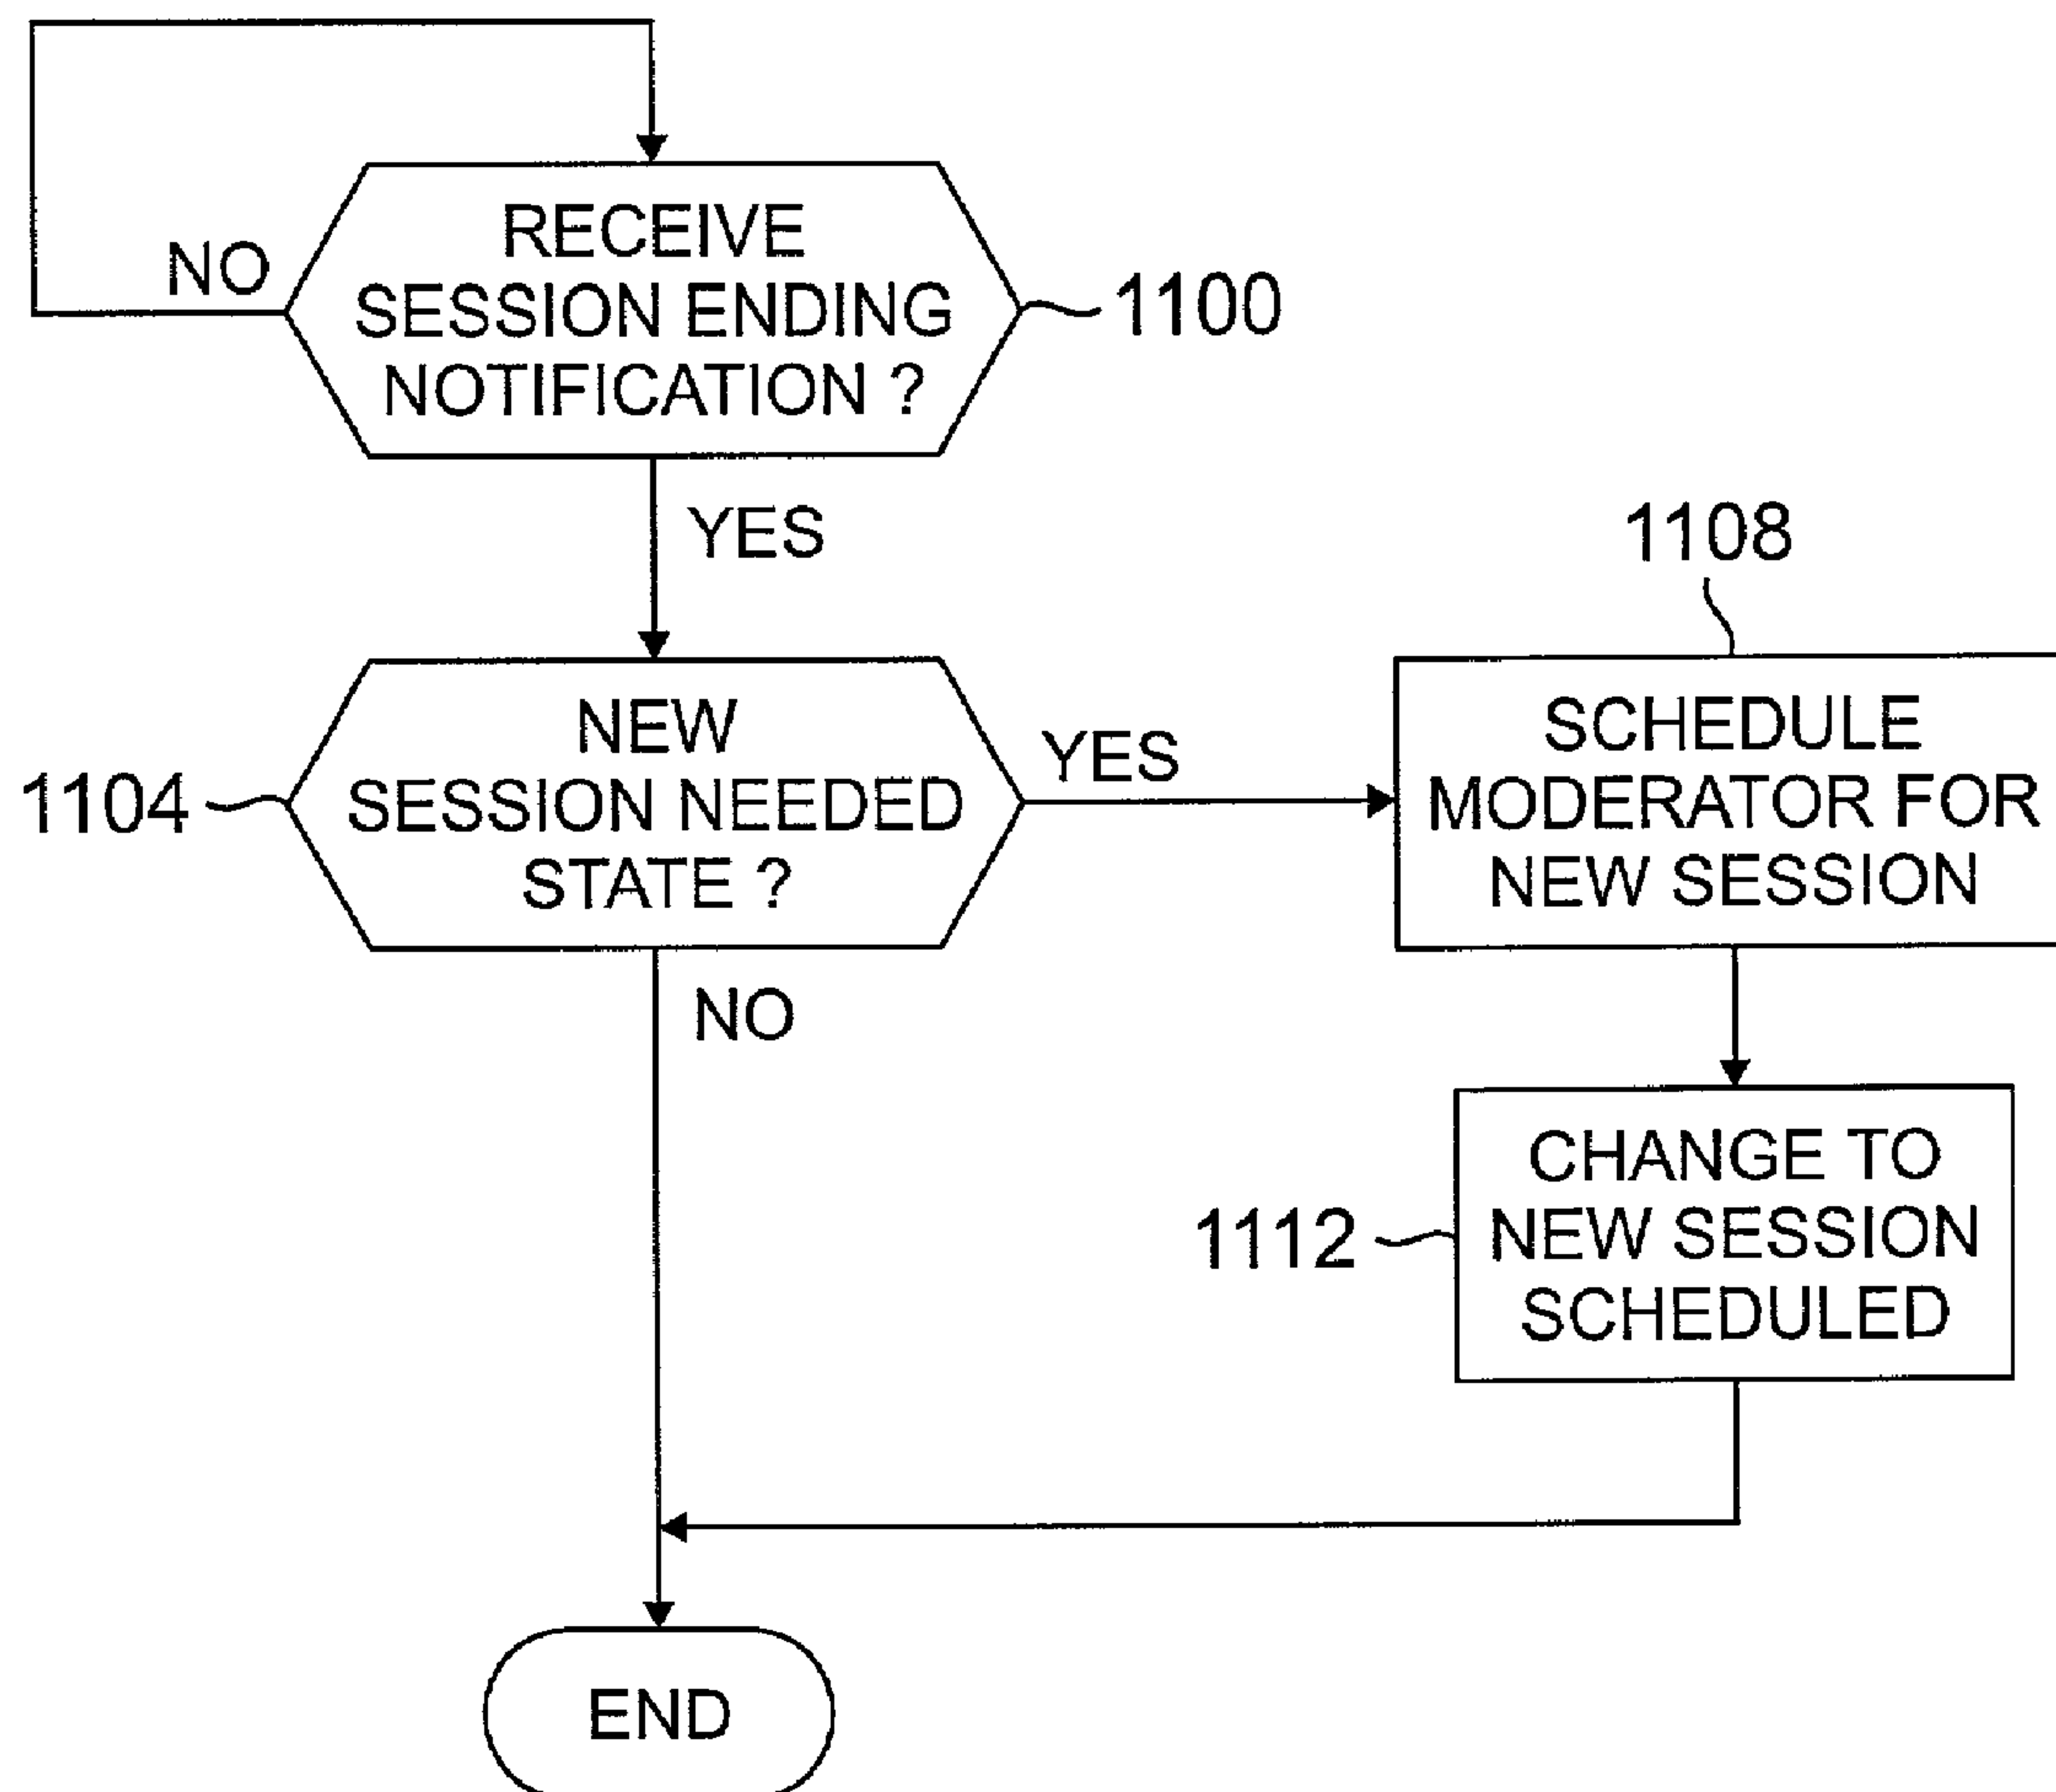 RECEIVE
SESSION ENDING
NOTIFICATION ?
1100
NO
YES
NEW
SESSION NEEDED
STATE ?
1104
YES
NO
1108
SCHEDULE
MODERATOR FOR
NEW SESSION
1112
CHANGE TO
NEW SESSION
SCHEDULED
END